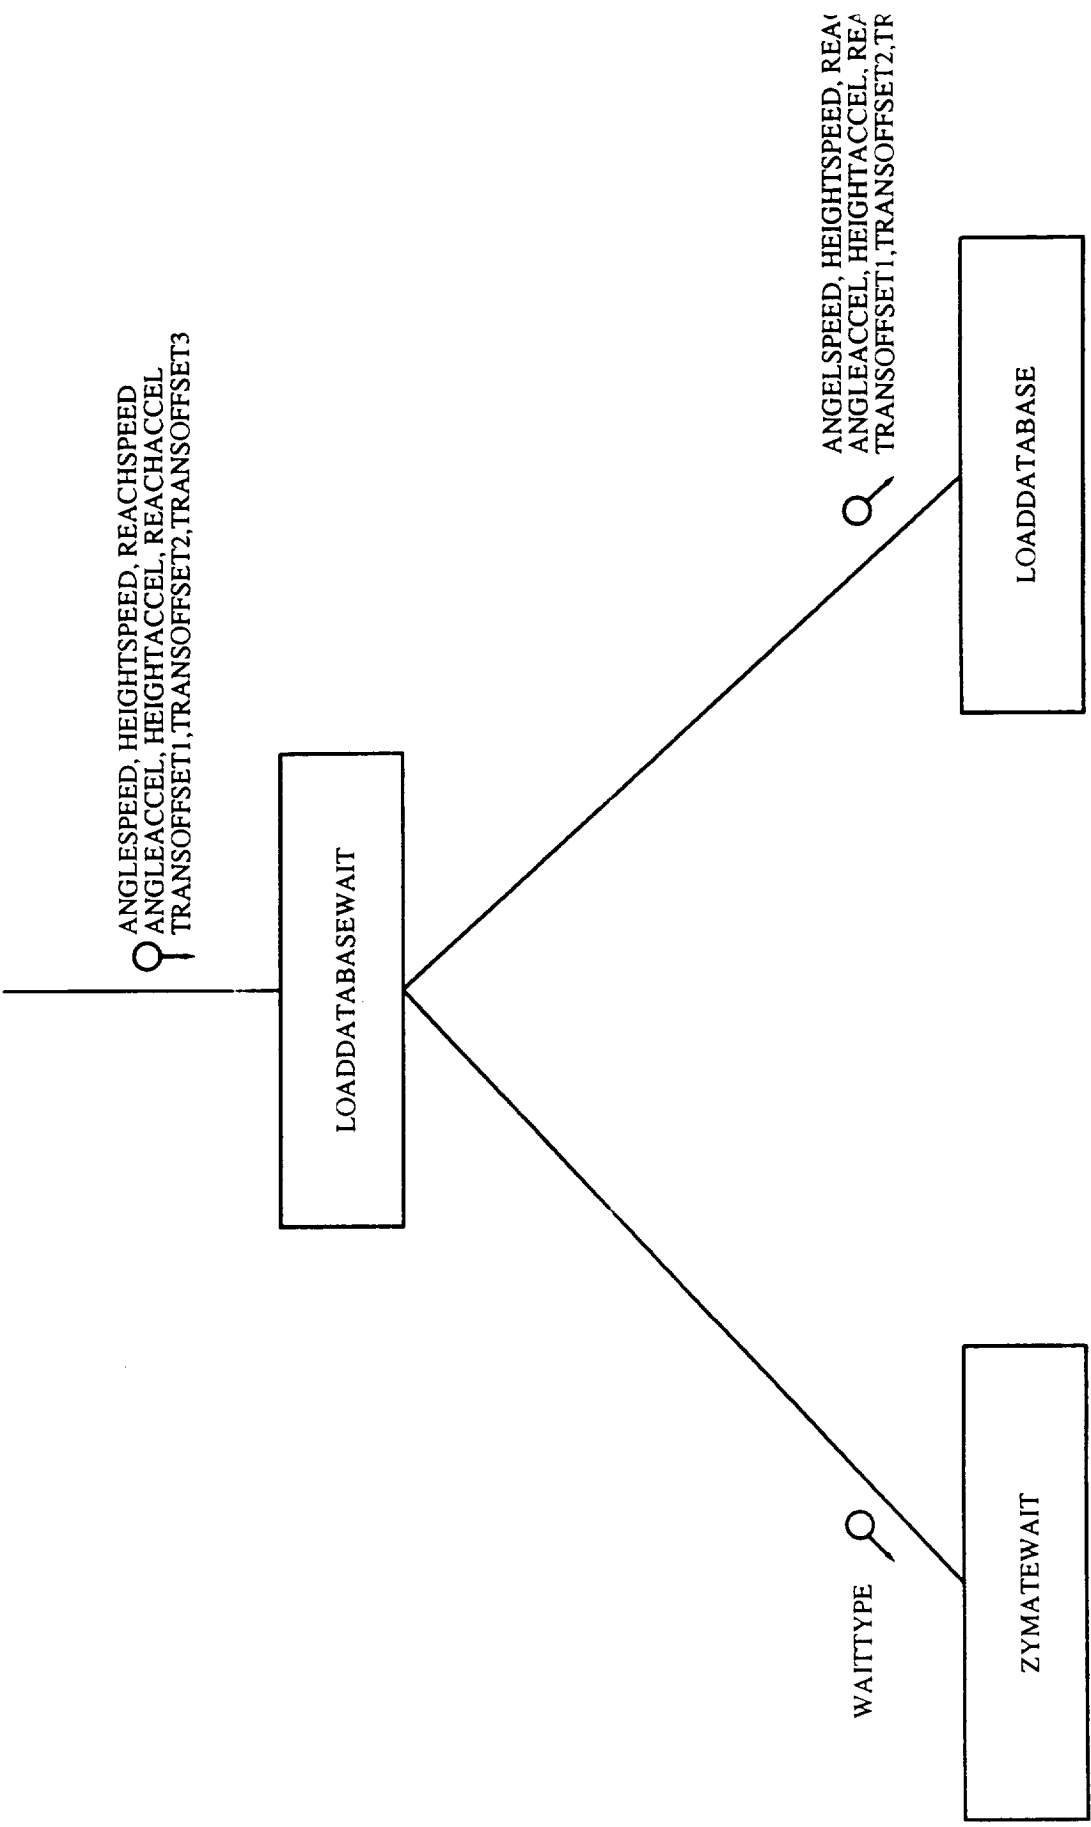 ANGLESPEED, HEIGHTSPEED, REACHSPEED
ANGLEACCEL, HEIGHTACCEL, REACHACCEL
TRANSOFFSET1,TRANSOFFSET2,TRANSOFFSET3
LOADDATABASEWAIT
WAITTYPE
ANGELSPEED, HEIGHTSPEED,
ANGLEACCEL, HEIGHTACCEL,
TRANSOFFSET1,TRANSOFFSET2,
ZYMATEWAIT
LOADDATABASE